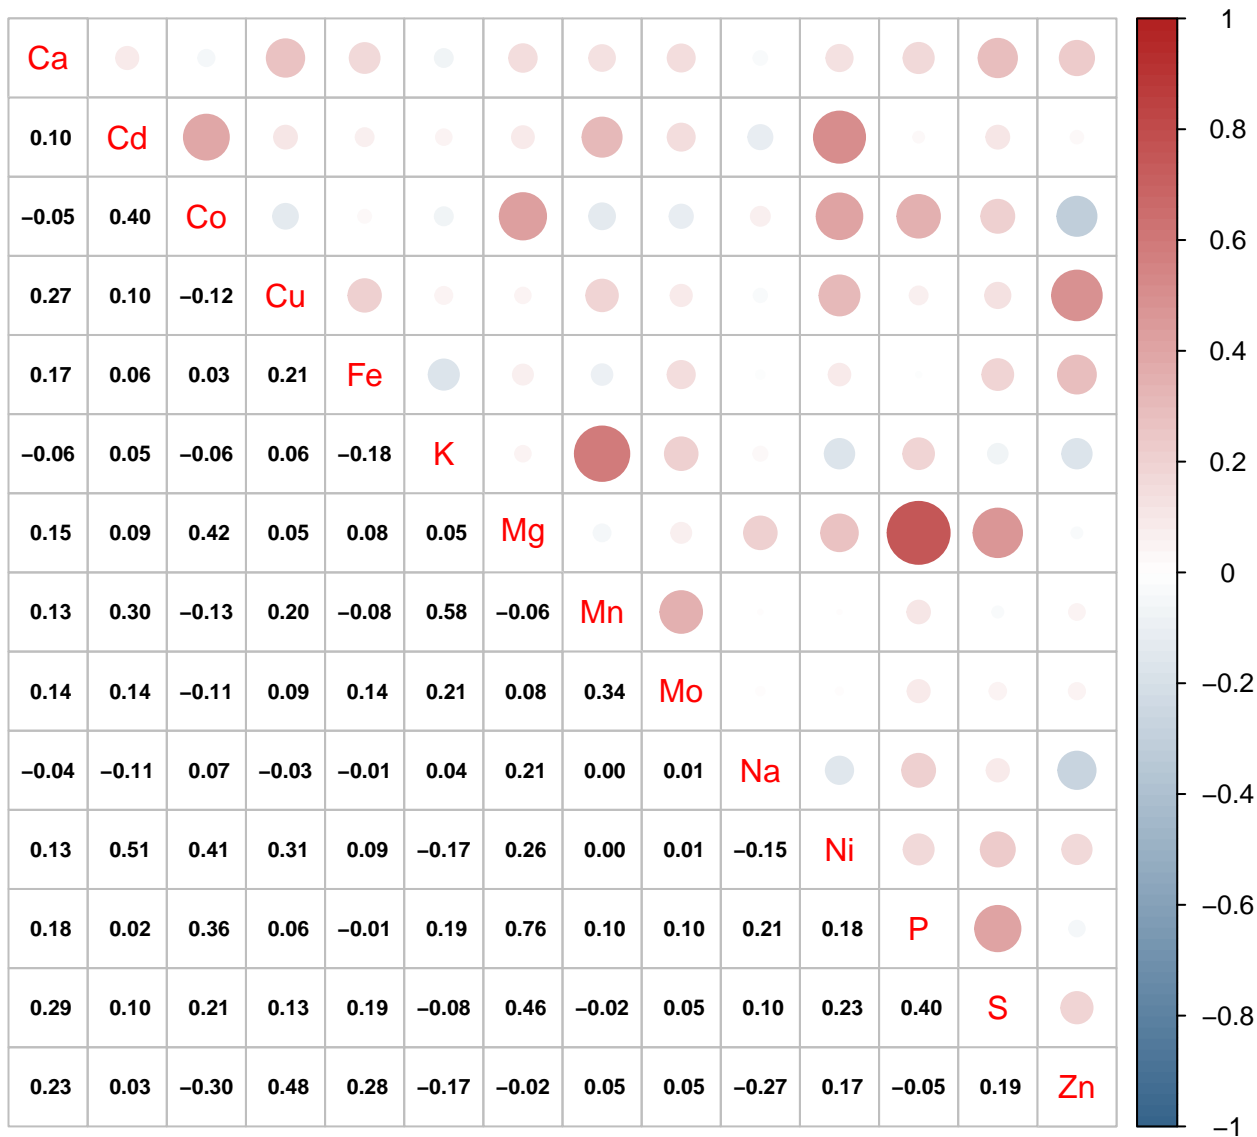 Ca
0.10 Cd
−0.05 0.40 Co
0.27 0.10 −0.12 Cu
0.17 0.06 0.03 0.21 Fe
−0.06 0.05 −0.06 0.06 −0.18 K
0.15 0.09 0.42 0.05 0.08 0.05 Mg
0.13 0.30 −0.13 0.20 −0.08 0.58 −0.06 Mn
0.14 0.14 −0.11 0.09 0.14 0.21 0.08 0.34 Mo
−0.04 −0.11 0.07 −0.03 −0.01 0.04 0.21 0.00 0.01 Na
0.13 0.51 0.41 0.31 0.09 −0.17 0.26 0.00 0.01 −0.15 Ni
0.18 0.02 0.36 0.06 −0.01 0.19 0.76 0.10 0.10 0.21 0.18 P
0.29 0.10 0.21 0.13 0.19 −0.08 0.46 −0.02 0.05 0.10 0.23 0.40 S
0.23 0.03 −0.30 0.48 0.28 −0.17 −0.02 0.05 0.05 −0.27 0.17 −0.05 0.19 Zn
1
0.8
0.6
0.4
0.2
0
−0.2
−0.4
−0.6
−0.8
−1